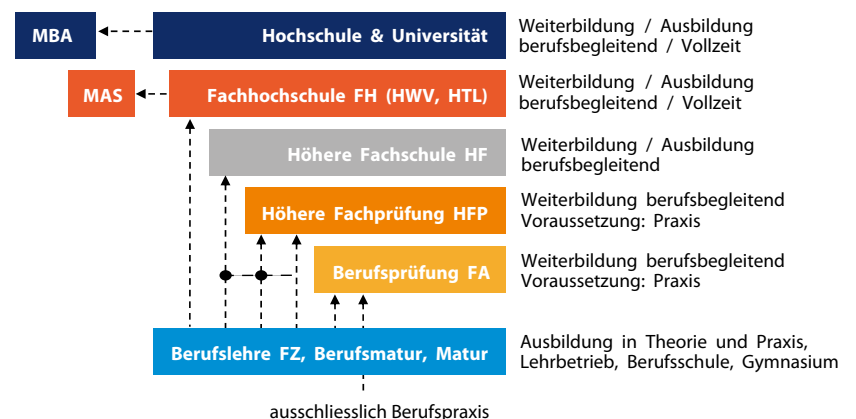 MBA
Hochschule & Universität
Weiterbildung / Ausbildung
berufsbegleitend / Vollzeit
MAS
Fachhochschule FH (HWV, HTL)
Weiterbildung / Ausbildung
berufsbegleitend / Vollzeit
Höhere Fachschule HF
Weiterbildung / Ausbildung
berufsbegleitend
Höhere Fachprüfung HFP
Weiterbildung berufsbegleitend
Voraussetzung: Praxis
Berufsprüfung FA
Weiterbildung berufsbegleitend
Voraussetzung: Praxis
Berufslehre FZ, Berufsmatur, Matur
Ausbildung in Theorie und Praxis,
Lehrbetrieb, Berufsschule, Gymnasium
ausschliesslich Berufspraxis